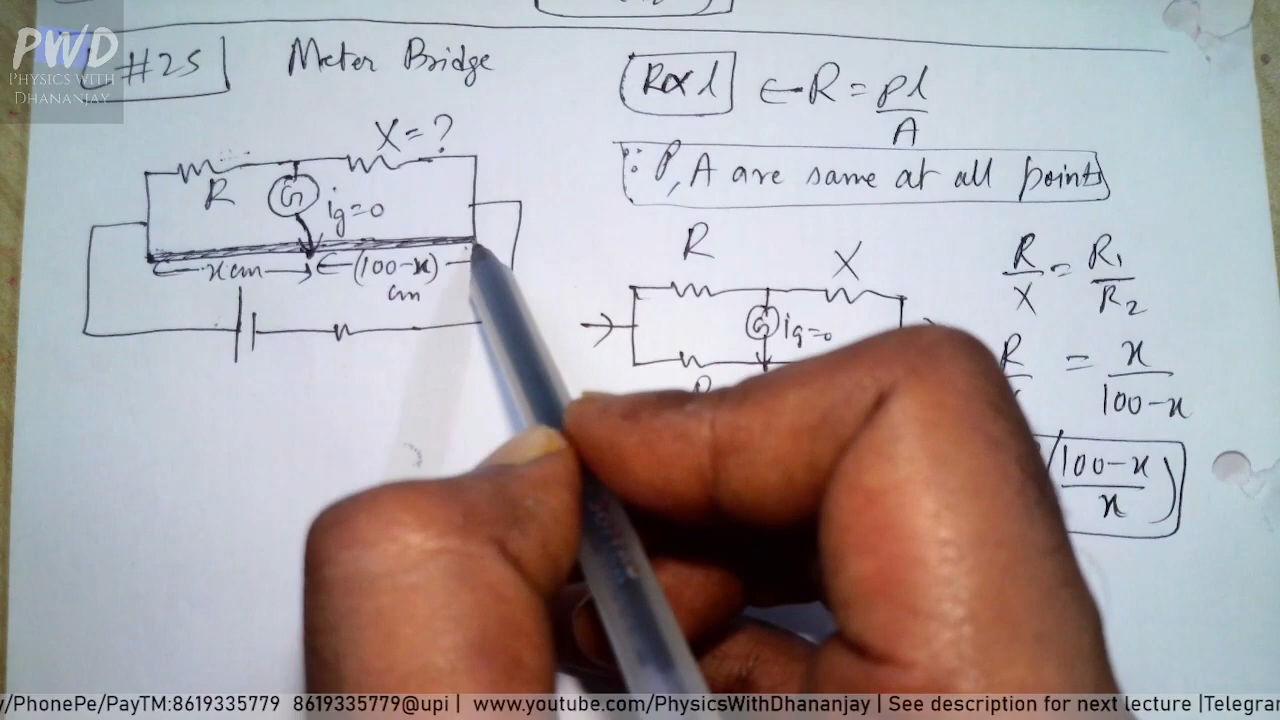 PWD
PHYSICS WITH
DHANANJAY
#25
Meter Bridge
R∝l ← R = ρl
A
∵ ρ, A are same at all points
X=?
R
G
ig=0
x cm
(100-x)
cm
R
X
G ig=0
R/X = R1/R2
R = x/100-x
(100-x/x)
/PhonePe/PayTM:8619335779 8619335779@upi | www.youtube.com/PhysicsWithDhananjay | See description for next lecture |Telegra